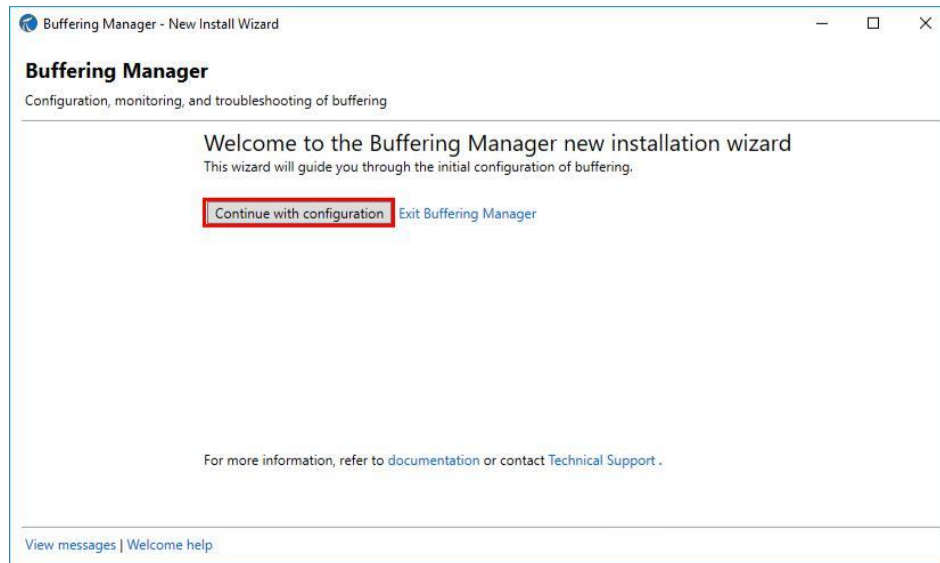 Buffering Manager - New Install Wizard
Buffering Manager
Configuration, monitoring, and troubleshooting of buffering
Welcome to the Buffering Manager new installation wizard
This wizard will guide you through the initial configuration of buffering.
Continue with configuration Exit Buffering Manager
For more information, refer to documentation or contact Technical Support .
View messages | Welcome help